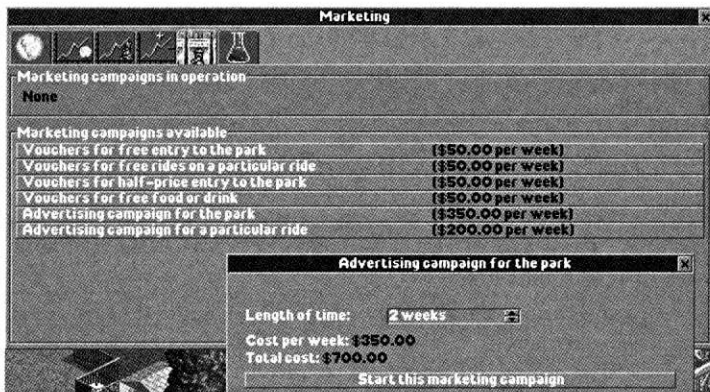 Marketing
Marketing campaigns in operation
None
Marketing campaigns available
Vouchers for free entry to the park ($50.00 per week)
Vouchers for free rides on a particular ride ($50.00 per week)
Vouchers for half-price entry to the park ($50.00 per week)
Vouchers for free food or drink ($50.00 per week)
Advertising campaign for the park ($350.00 per week)
Advertising campaign for a particular ride ($200.00 per week)
Advertising campaign for the park
Length of time: 2 weeks
Cost per week: $350.00
Total cost: $700.00
Start this marketing campaign